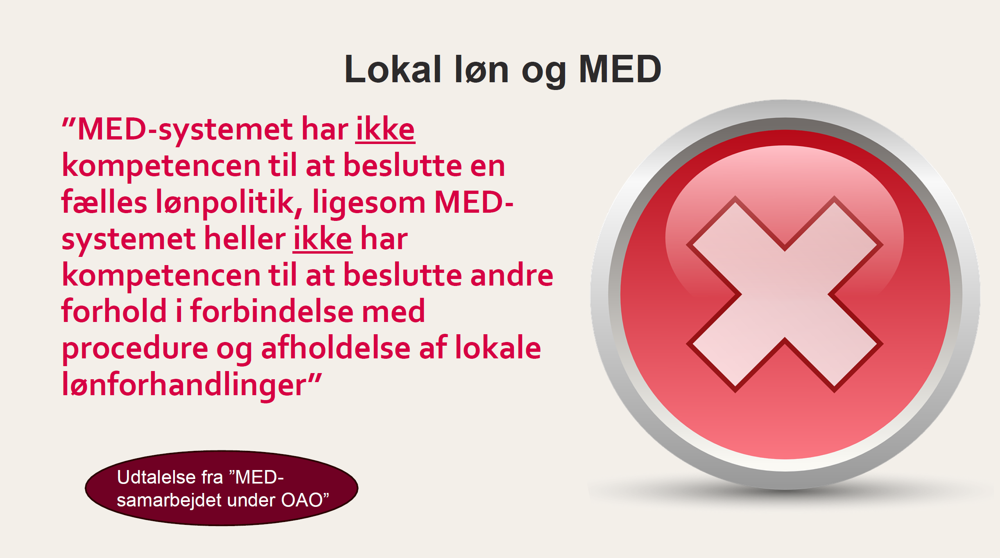 Lokal løn og MED
”MED-systemet har ikke
kompetencen til at beslutte en
fælles lønpolitik, ligesom MED-
systemet heller ikke har
kompetencen til at beslutte andre
forhold i forbindelse med
procedure og afholdelse af lokale
lønforhandlinger”
Udtalelse fra ”MED-
samarbejdet under OAO”